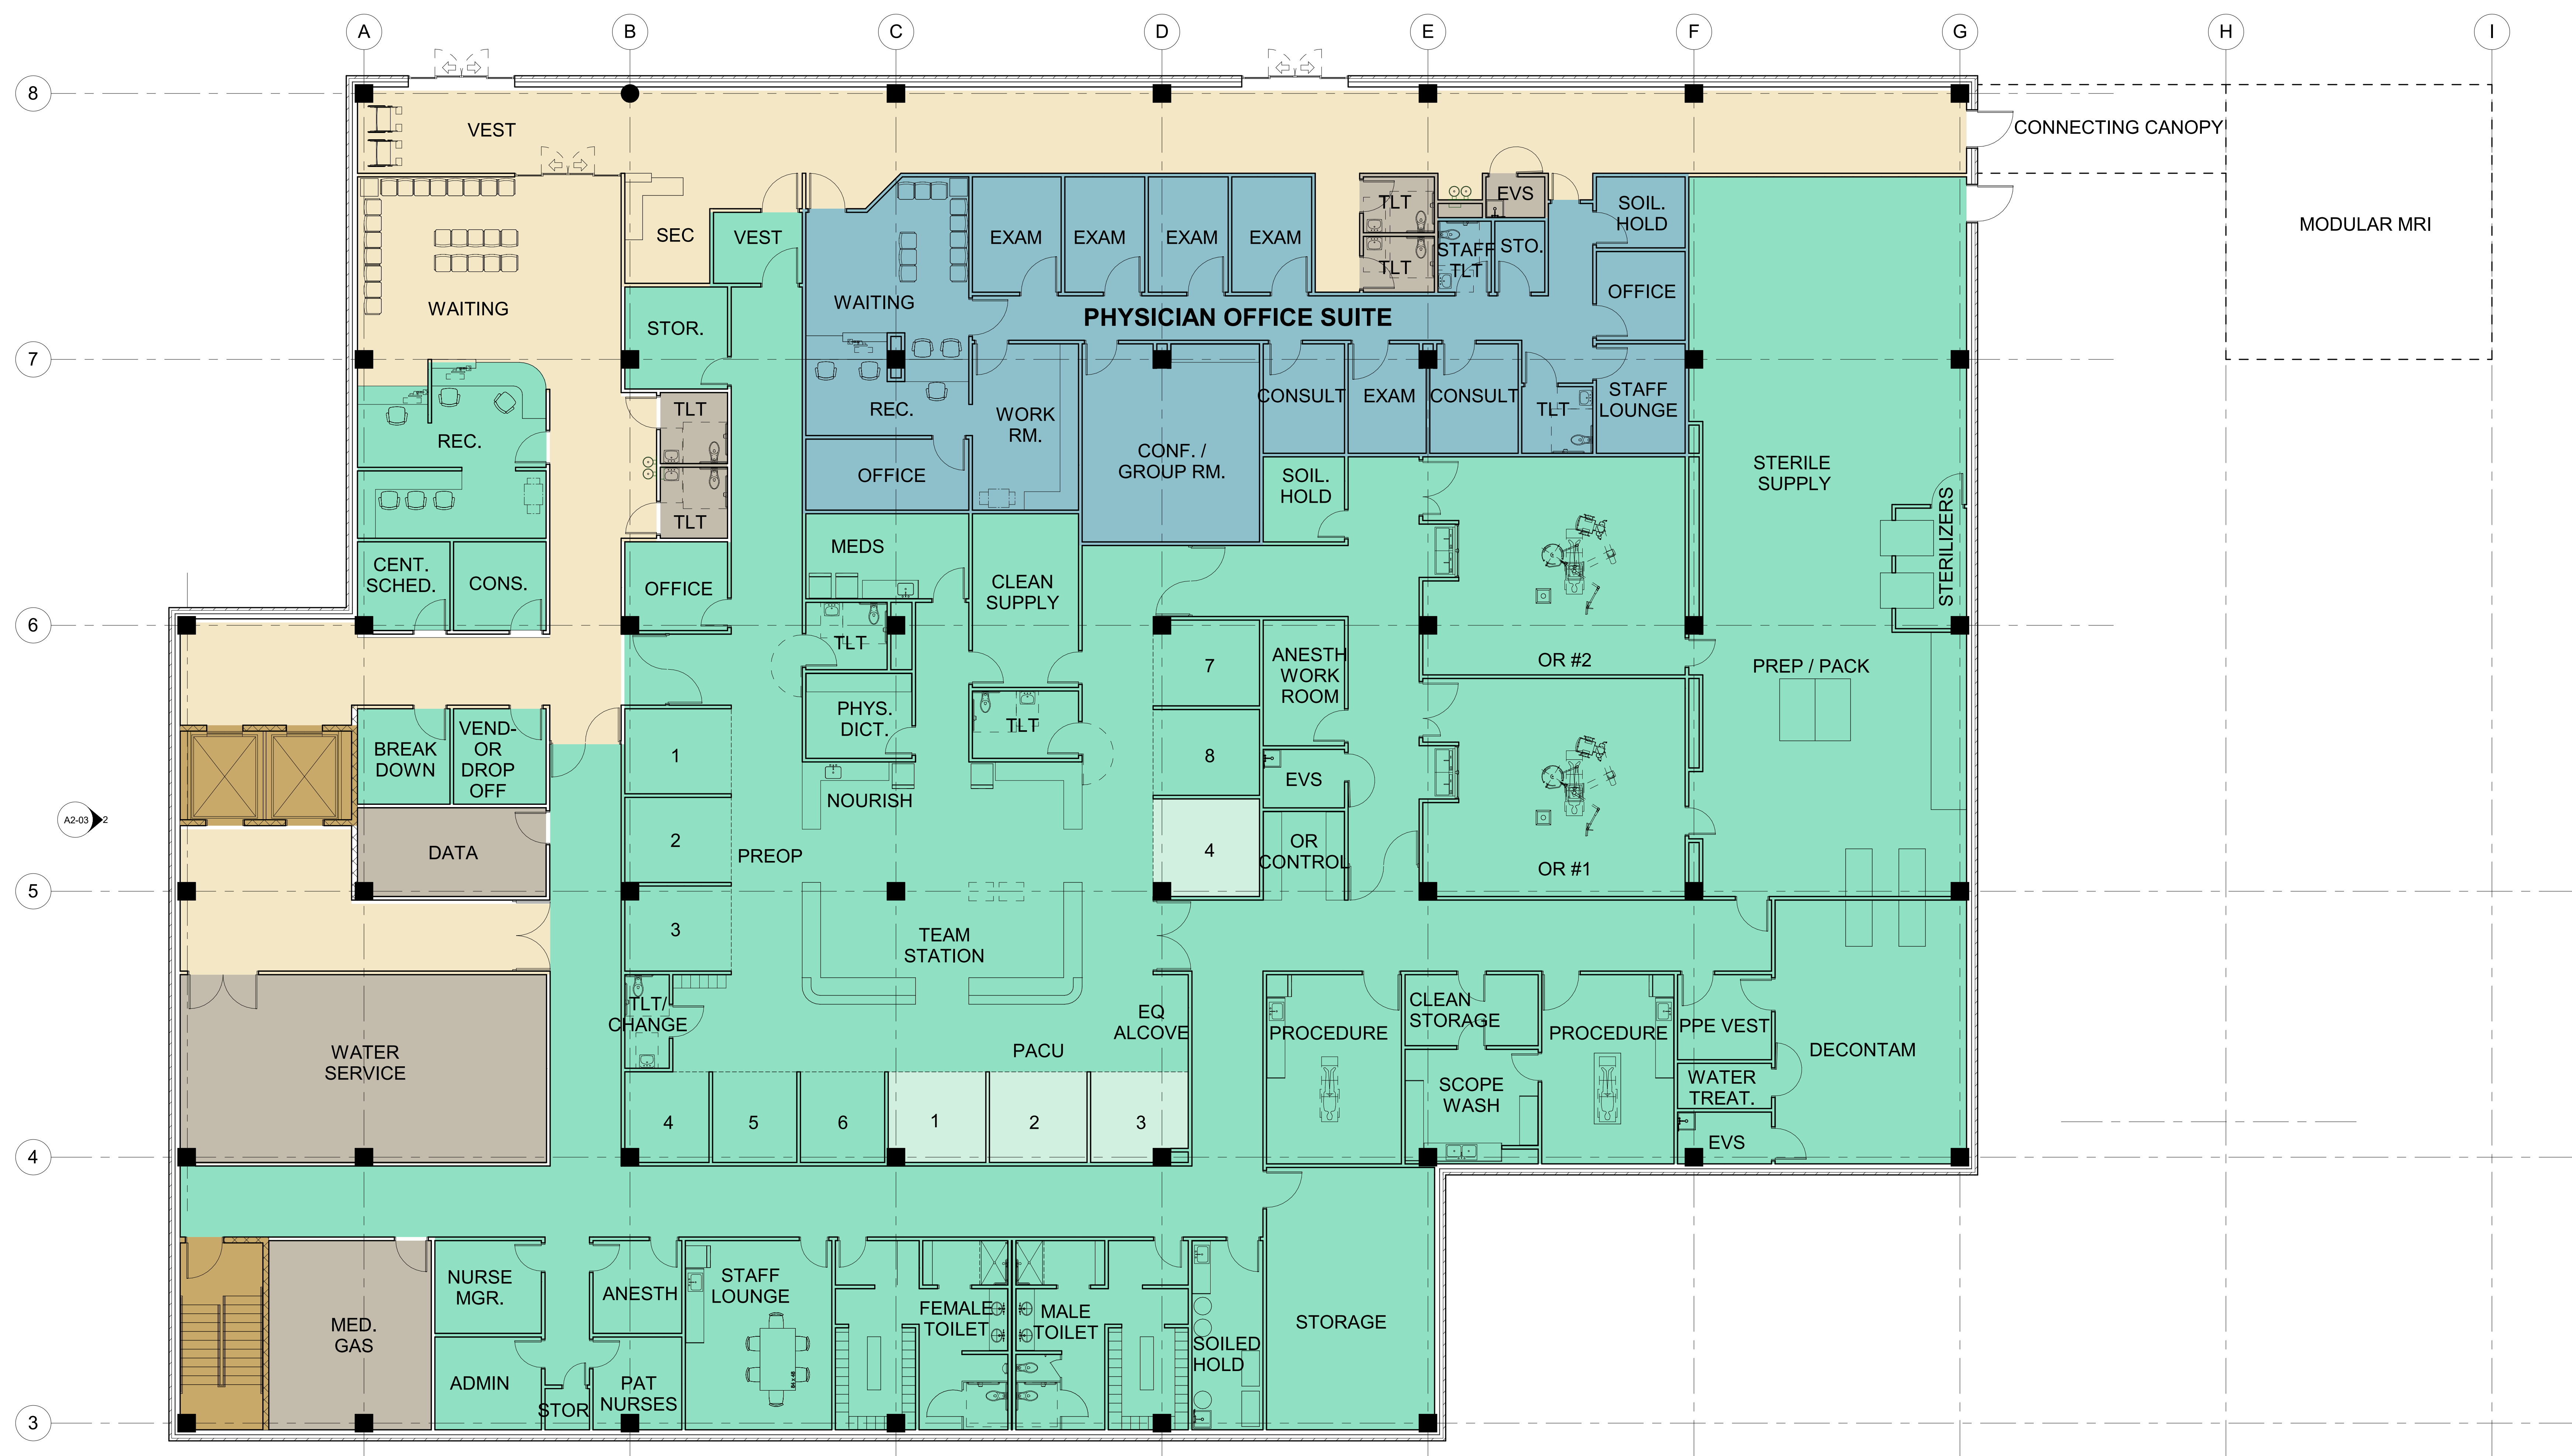 A
B
C
D
E
F
G
H
I
8
VEST
CONNECTING CANOPY
MODULAR MRI
WAITING
SEC
VEST
EXAM
EXAM
EXAM
EXAM
TLT
TLT
EVS
STAFF
TLT
STO.
SOIL.
HOLD
OFFICE
WAITING
PHYSICIAN OFFICE SUITE
STOR.
7
REC.
TLT
TLT
REC.
OFFICE
WORK
RM.
CONF. /
GROUP RM.
CONSULT
EXAM
CONSULT
TLT
STAFF
LOUNGE
STERILE
SUPPLY
STERILIZERS
SOIL.
HOLD
CENT.
SCHED.
CONS.
OFFICE
MEDS
CLEAN
SUPPLY
6
TLT
7
ANESTH
WORK
ROOM
OR #2
PREP / PACK
BREAK
DOWN
VEND-
OR
DROP
OFF
1
PHYS.
DICT.
TLT
8
EVS
NOURISH
A2-03
2
DATA
2
PREOP
4
OR
CONTROL
OR #1
5
3
TEAM
STATION
TLT/
CHANGE
EQ
ALCOVE
PACU
WATER
SERVICE
PROCEDURE
CLEAN
STORAGE
PROCEDURE
PPE VEST
DECONTAM
SCOPE
WASH
WATER
TREAT.
EVS
4
5
6
1
2
3
4
NURSE
MGR.
ANESTH
STAFF
LOUNGE
FEMALE
TOILET
MALE
TOILET
SOILED
HOLD
STORAGE
MED.
GAS
ADMIN
STOR
PAT
NURSES
3